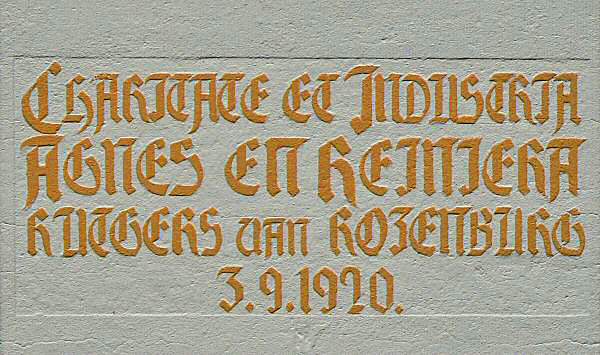 CHARITATE ET INDUSTRIA
AGNES EN REINIERA
RUTGERS VAN ROZENBURG
3.9.1920.